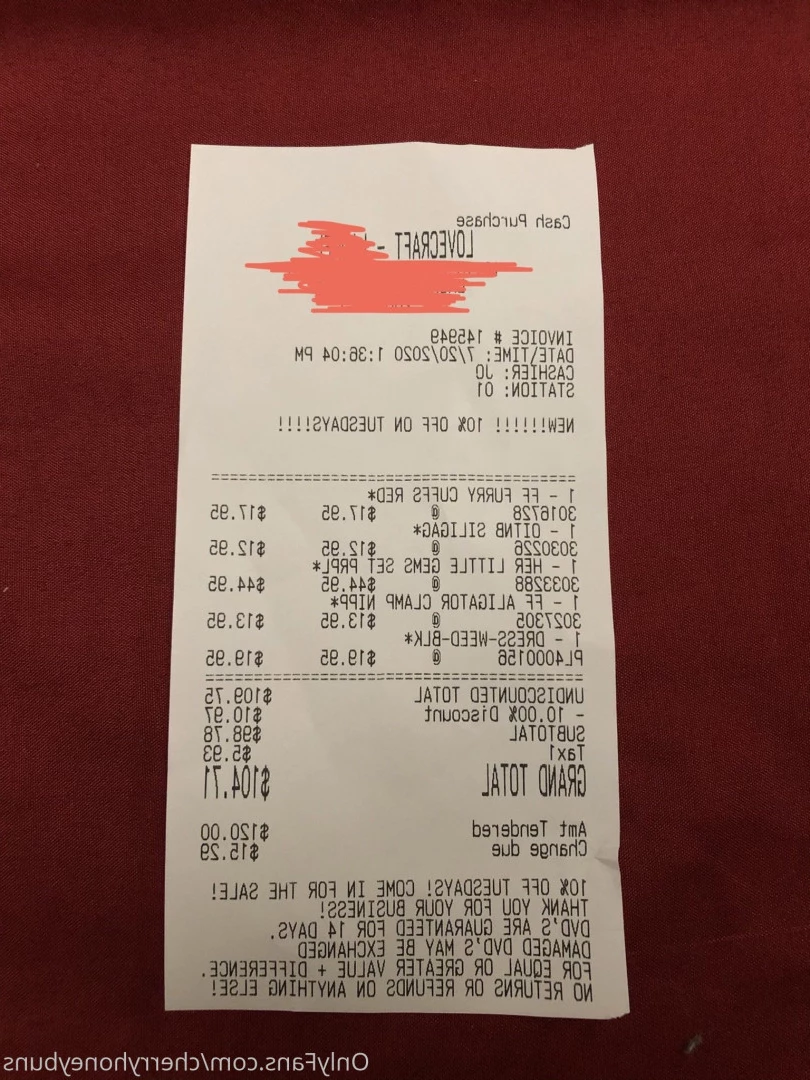 Cash Purchase
LOVECRAFT -
INVOICE # 145949
DATE\TIME: 7/20/2020 1:36:04 PM
CASHIER: JO
STATION: 01
NEW!!!!!! 10% OFF ON TUESDAYS!!!!
========================================
1 - FF FURRY CUFFS RED*
3016728 @ $17.95 $17.95
1 - OITNB SILIGAG*
3030226 @ $12.95 $12.95
1 - HER LITTLE GEMS SET PRPL*
3033288 @ $44.95 $44.95
1 - FF ALIGATOR CLAMP NIPP*
3027305 @ $13.95 $13.95
1 - DRESS-WEED-BLK*
PL4000156 @ $19.95 $19.95
========================================
UNDISCOUNTED TOTAL $109.75
- 10.00% Discount $10.97
SUBTOTAL $98.78
Tax1 $5.93
GRAND TOTAL $104.71
Amt Tendered $120.00
Change due $15.29
10% OFF TUESDAYS! COME IN FOR THE SALE!
THANK YOU FOR YOUR BUSINESS!
DVD'S ARE GUARANTEED FOR 14 DAYS.
DAMAGED DVD'S MAY BE EXCHANGED
FOR EQUAL OR GREATER VALUE + DIFFERENCE.
NO RETURNS OR REFUNDS ON ANYTHING ELSE!
OnlyFans.com/cherryhoneybuns